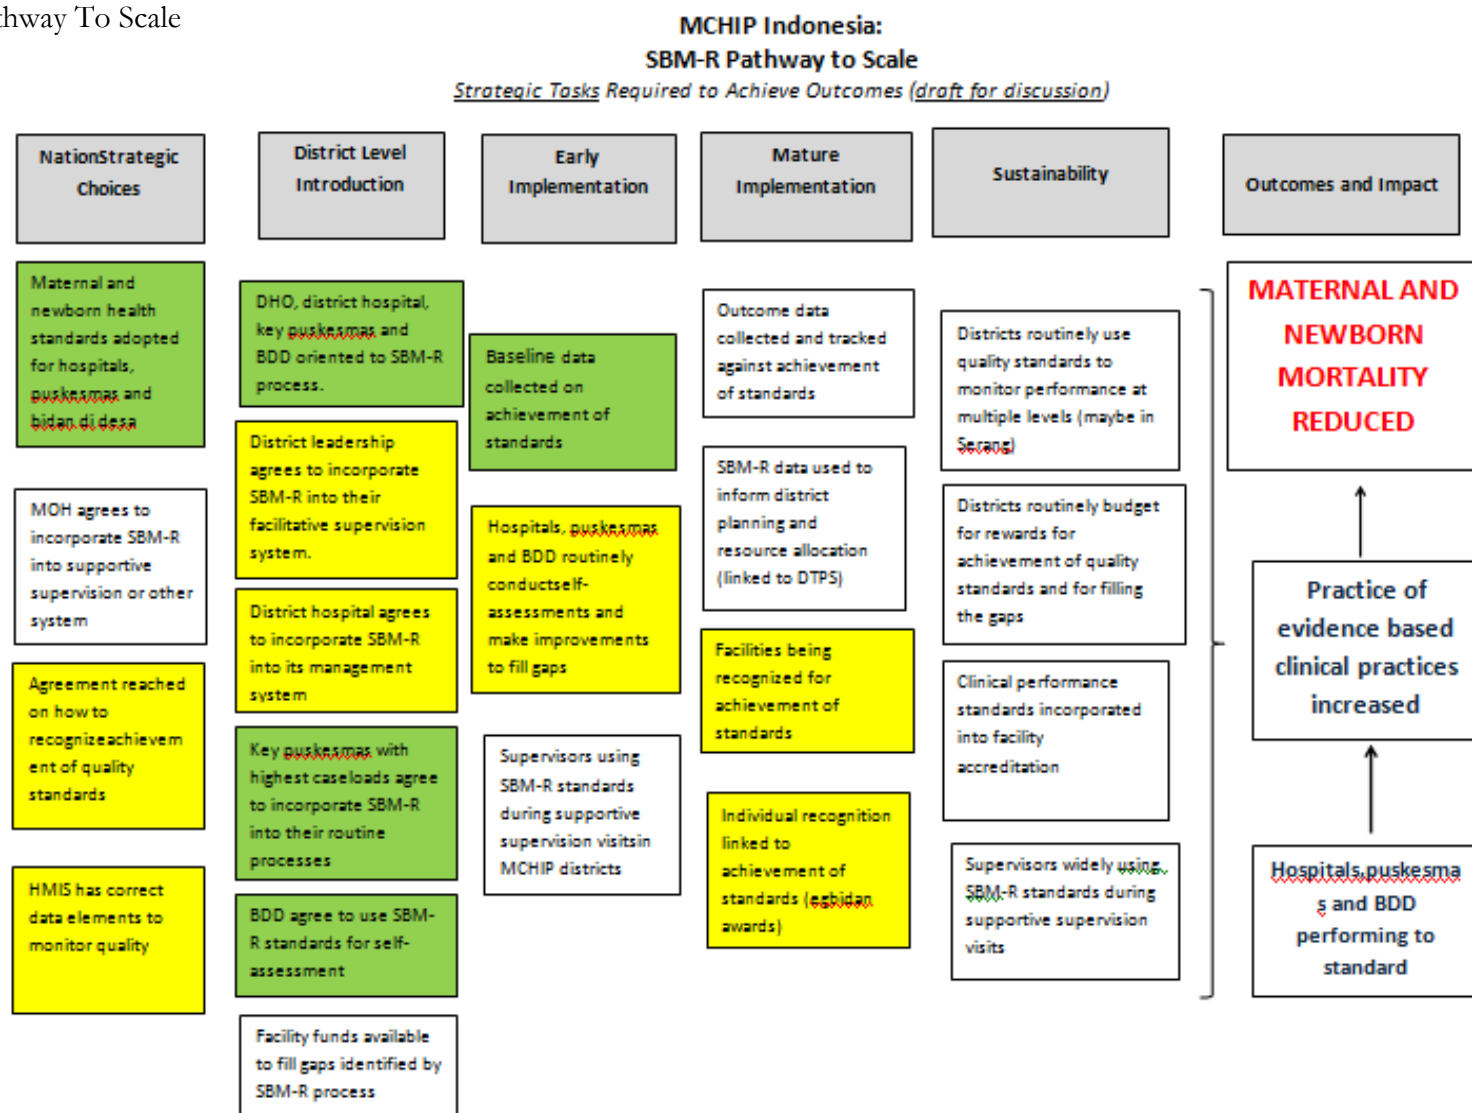 thway To Scale
MCHIP Indonesia:
SBM-R Pathway to Scale
Strategic Tasks Required to Achieve Outcomes (draft for discussion)
NationStrategic
Choices
Maternal and
newborn health
standards adopted
for hospitals,
puskesmas and
bidan di desa
MOH agrees to
incorporate SBM-R
into supportive
supervision or other
system
Agreement reached
on how to
recognizeachievem
ent of quality
standards
HMIS has correct
data elements to
monitor quality
District Level
Introduction
DHO, district hospital,
key puskesmas and
BDD oriented to SBM-R
process.
District leadership
agrees to incorporate
SBM-R into their
facilitative supervision
system.
District hospital agrees
to incorporate SBM-R
into its management
system
Key puskesmas with
highest caseloads agree
to incorporate SBM-R
into their routine
processes
BDD agree to use SBM-
R standards for self-
assessment
Facility funds available
to fill gaps identified by
SBM-R process
Early
Implementation
Baseline data
collected on
achievement of
standards
Hospitals, puskesmas
and BDD routinely
conductself-
assessments and
make improvements
to fill gaps
Supervisors using
SBM-R standards
during supportive
supervision visitsin
MCHIP districts
Mature
Implementation
Outcome data
collected and tracked
against achievement
of standards
SBM-R data used to
inform district
planning and
resource allocation
(linked to DTPS)
Facilities being
recognized for
achievement of
standards
Individual recognition
linked to
achievement of
standards (egbidan
awards)
Sustainability
Districts routinely use
quality standards to
monitor performance at
multiple levels (maybe in
Serang)
Districts routinely budget
for rewards for
achievement of quality
standards and for filling
the gaps
Clinical performance
standards incorporated
into facility
accreditation
Supervisors widely using
SBM-R standards during
supportive supervision
visits
Outcomes and Impact
MATERNAL AND
NEWBORN
MORTALITY
REDUCED
Practice of
evidence based
clinical practices
increased
Hospitals,puskesma
s and BDD
performing to
standard